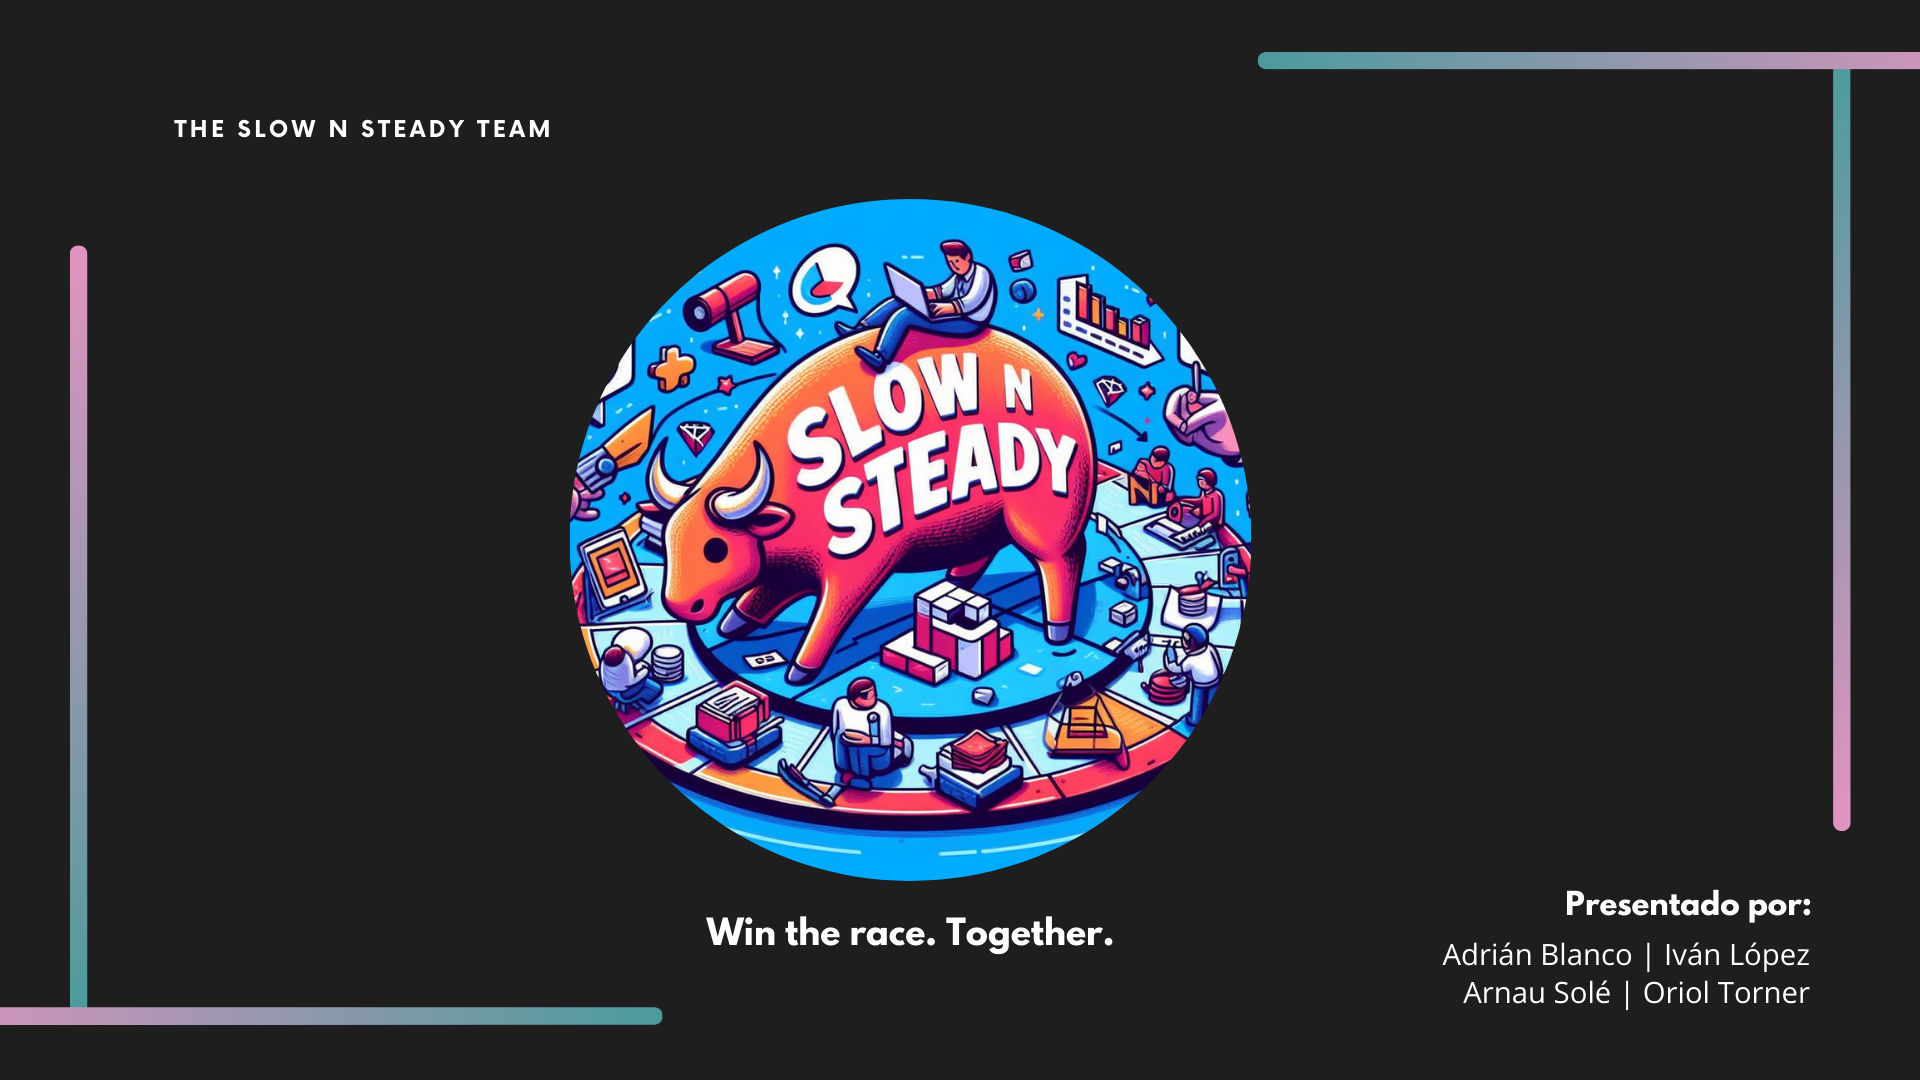 THE SLOW N STEADY TEAM
SLOW N
STEADY
Win the race. Together.
Presentado por:
Adrián Blanco | Iván López
Arnau Solé | Oriol Torner